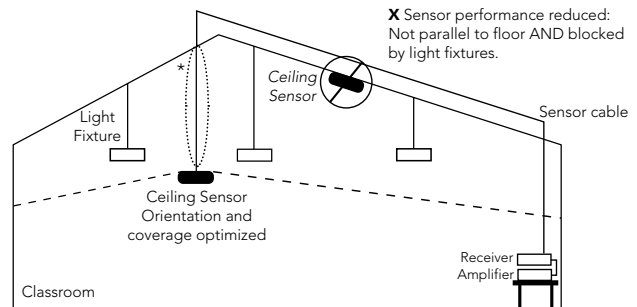 X Sensor performance reduced:
Not parallel to floor AND blocked
by light fixtures.
*
Ceiling
Sensor
Sensor cable
Light
Fixture
Ceiling Sensor
Orientation and
coverage optimized
Receiver
Amplifier
Classroom